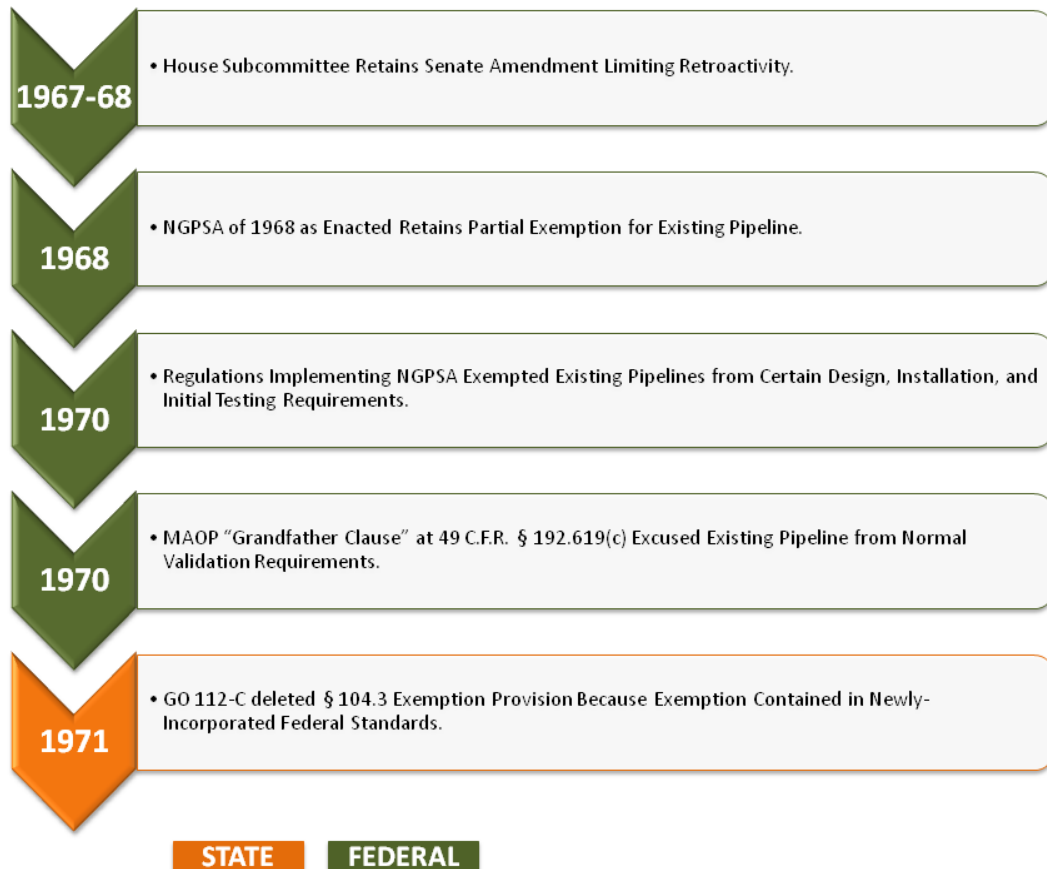 1967-68
• House Subcommittee Retains Senate Amendment Limiting Retroactivity.
1968
• NGPSA of 1968 as Enacted Retains Partial Exemption for Existing Pipeline.
1970
• Regulations Implementing NGPSA Exempted Existing Pipelines from Certain Design, Installation, and
Initial Testing Requirements.
1970
• MAOP “Grandfather Clause” at 49 C.F.R. § 192.619(c) Excused Existing Pipeline from Normal
Validation Requirements.
1971
• GO 112-C deleted § 104.3 Exemption Provision Because Exemption Contained in Newly-
Incorporated Federal Standards.
STATE FEDERAL